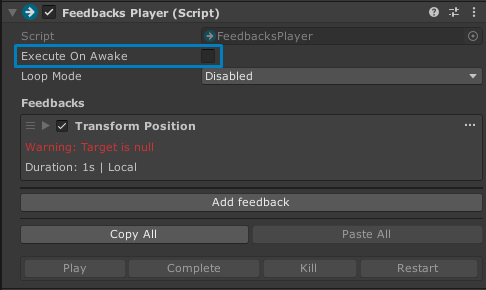 Feedbacks Player (Script)
Script FeedbacksPlayer
Execute On Awake
Loop Mode Disabled
Feedbacks
Transform Position
Warning: Target is null
Duration: 1s | Local
Add feedback
Copy All Paste All
Play Complete Kill Restart